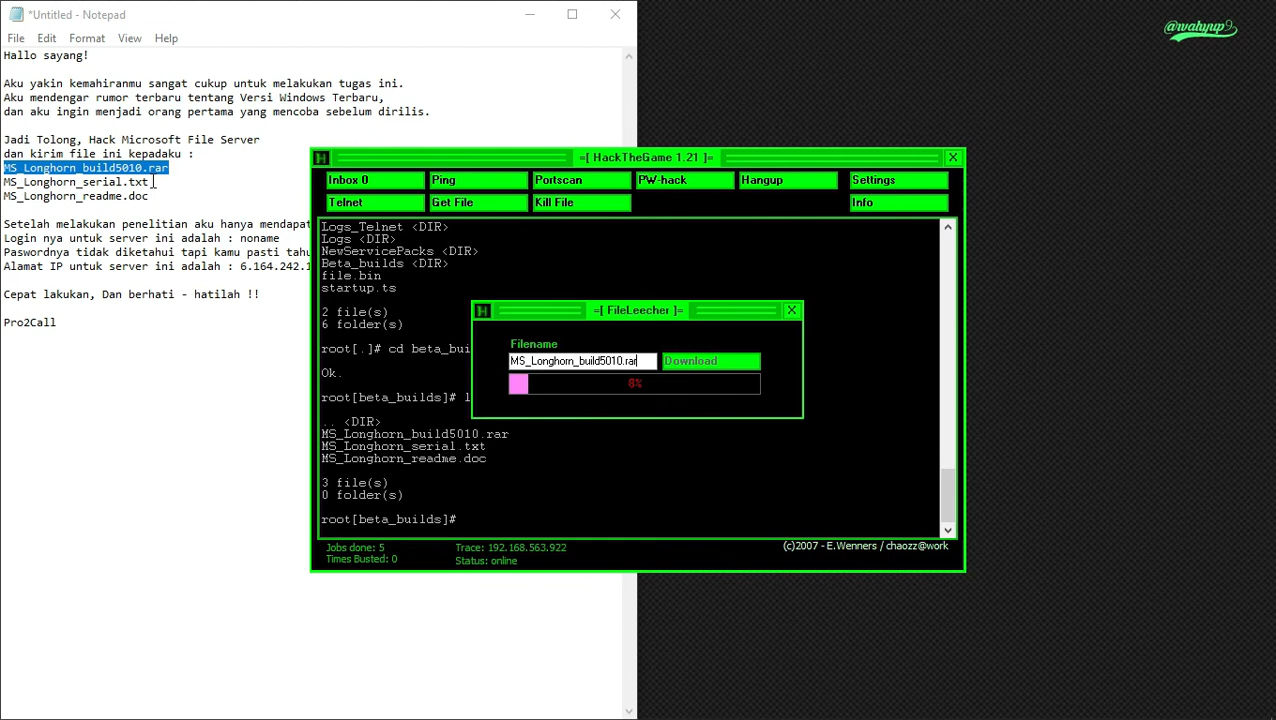 *Untitled - Notepad
File Edit Format View Help
Hallo sayang!
Aku yakin kemahiranmu sangat cukup untuk melakukan tugas ini.
Aku mendengar rumor terbaru tentang Versi Windows Terbaru,
dan aku ingin menjadi orang pertama yang mencoba sebelum dirilis.
Jadi Tolong, Hack Microsoft File Server
dan kirim file ini kepadaku :
MS_Longhorn_build5010.rar
MS_Longhorn_serial.txt
MS_Longhorn_readme.doc
Setelah melakukan penelitian aku hanya mendapat
Login nya untuk server ini adalah : noname
Paswordnya tidak diketahui tapi kamu pasti tahu
Alamat IP untuk server ini adalah : 6.164.242.1
Cepat lakukan, Dan berhati - hatilah !!
Pro2Call
@wahyup9
=[ HackTheGame 1.21 ]=
X
Inbox 0 Ping Portscan PW-hack Hangup Settings
Telnet Get File Kill File Info
Logs_Telnet <DIR>
Logs <DIR>
NewServicePacks <DIR>
Beta_builds <DIR>
file.bin
startup.ts
2 file(s)
6 folder(s)
root[.]# cd beta_bui
Ok.
root[beta_builds]# l
.. <DIR>
MS_Longhorn_build5010.rar
MS_Longhorn_serial.txt
MS_Longhorn_readme.doc
3 file(s)
0 folder(s)
root[beta_builds]#
=[ FileLeecher ]=
X
Filename
MS_Longhorn_build5010.rar Download
8%
Jobs done: 5 Trace: 192.168.563.922 (c)2007 - E.Wenners / chaozz@work
Times Busted: 0 Status: online